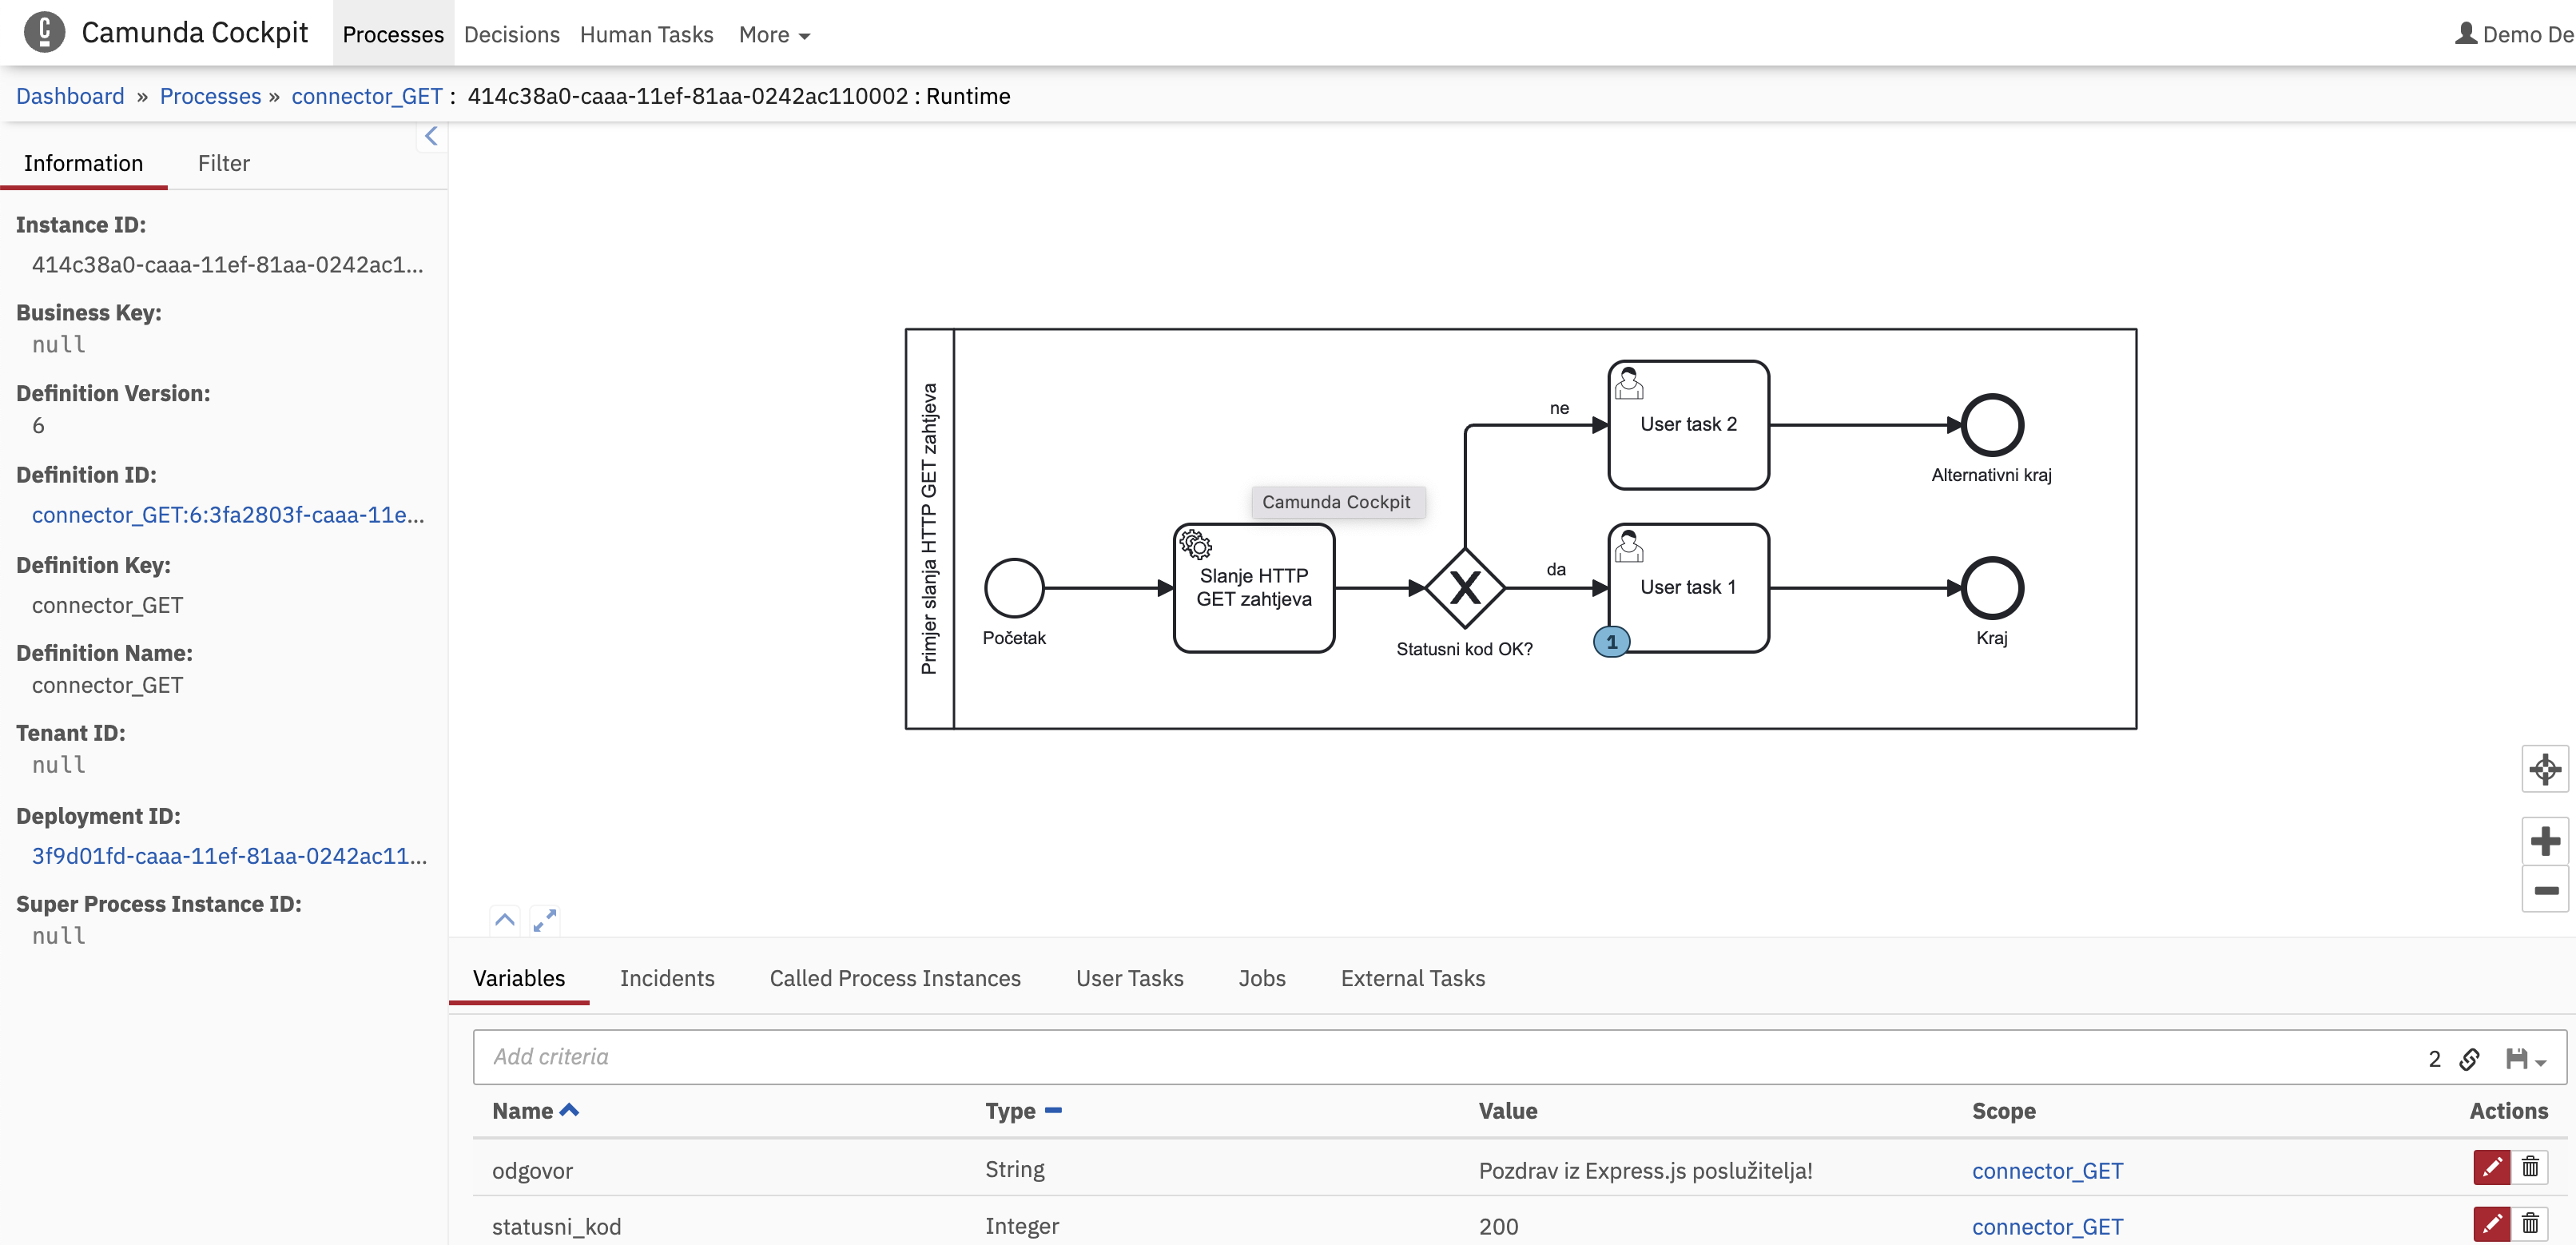 Camunda Cockpit
Processes
Decisions
Human Tasks
More
Demo De
Dashboard » Processes » connector_GET : 414c38a0-caaa-11ef-81aa-0242ac110002 : Runtime
Information
Filter
Instance ID:
414c38a0-caaa-11ef-81aa-0242ac1...
Business Key:
null
Definition Version:
6
Definition ID:
connector_GET:6:3fa2803f-caaa-11e...
Definition Key:
connector_GET
Definition Name:
connector_GET
Tenant ID:
null
Deployment ID:
3f9d01fd-caaa-11ef-81aa-0242ac11...
Super Process Instance ID:
null
Primjer slanja HTTP GET zahtjeva
ne
User task 2
Alternativni kraj
Camunda Cockpit
Početak
Slanje HTTP
GET zahtjeva
Statusni kod OK?
da
User task 1
1
Kraj
Variables
Incidents
Called Process Instances
User Tasks
Jobs
External Tasks
Add criteria
2
Name
Type
Value
Scope
Actions
odgovor
String
Pozdrav iz Express.js poslužitelja!
connector_GET
statusni_kod
Integer
200
connector_GET